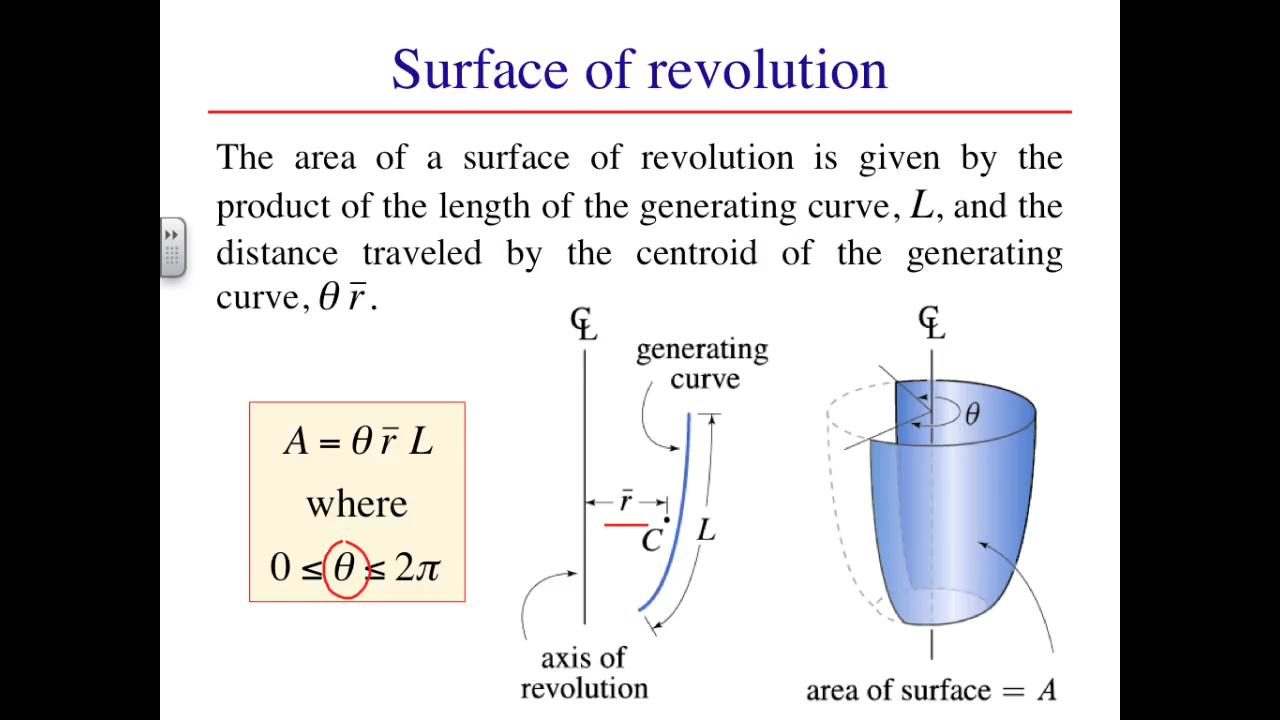 Surface of revolution
The area of a surface of revolution is given by the
product of the length of the generating curve, L, and the
distance traveled by the centroid of the generating
curve, θ r̄.
A = θ r̄ L
where
0 ≤ θ ≤ 2π
℄
generating
curve
r̄
C
L
axis of
revolution
℄
θ
area of surface = A